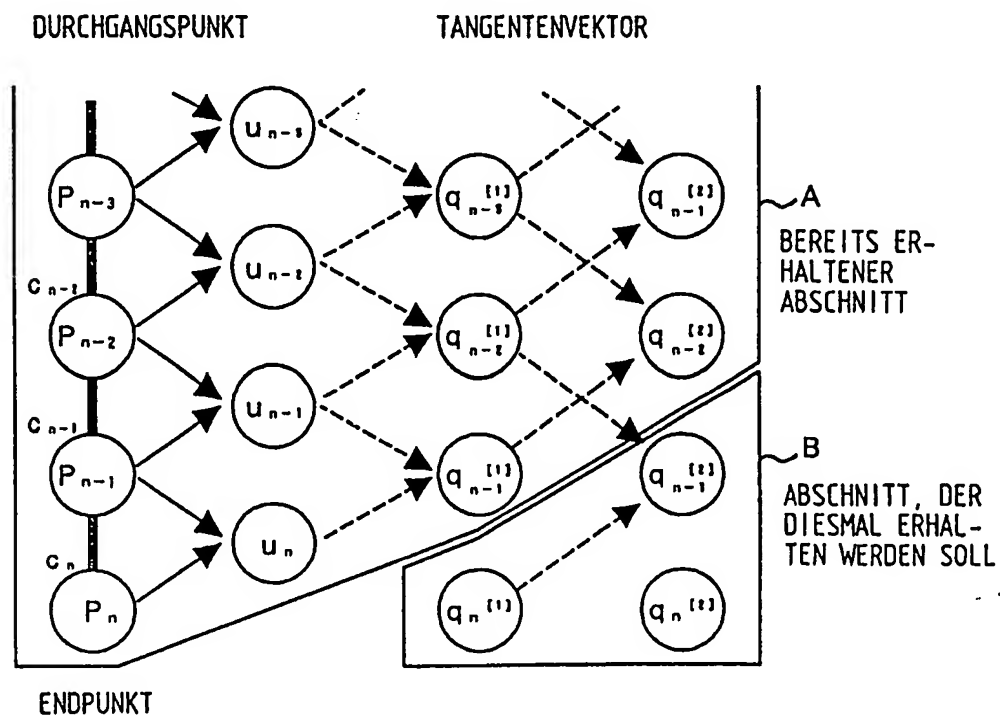 DURCHGANGSPUNKT
TANGENTENVEKTOR
u n-3
P n-3
q n-3 [1]
q n-1 [2]
A
BEREITS ER-
HALTENER
ABSCHNITT
u n-2
c n-2
P n-2
q n-2 [1]
q n-2 [2]
u n-1
c n-1
P n-1
q n-1 [1]
q n-1 [2]
B
ABSCHNITT, DER
DIESMAL ERHAL-
TEN WERDEN SOLL
u n
c n
P n
q n [1]
q n [2]
ENDPUNKT